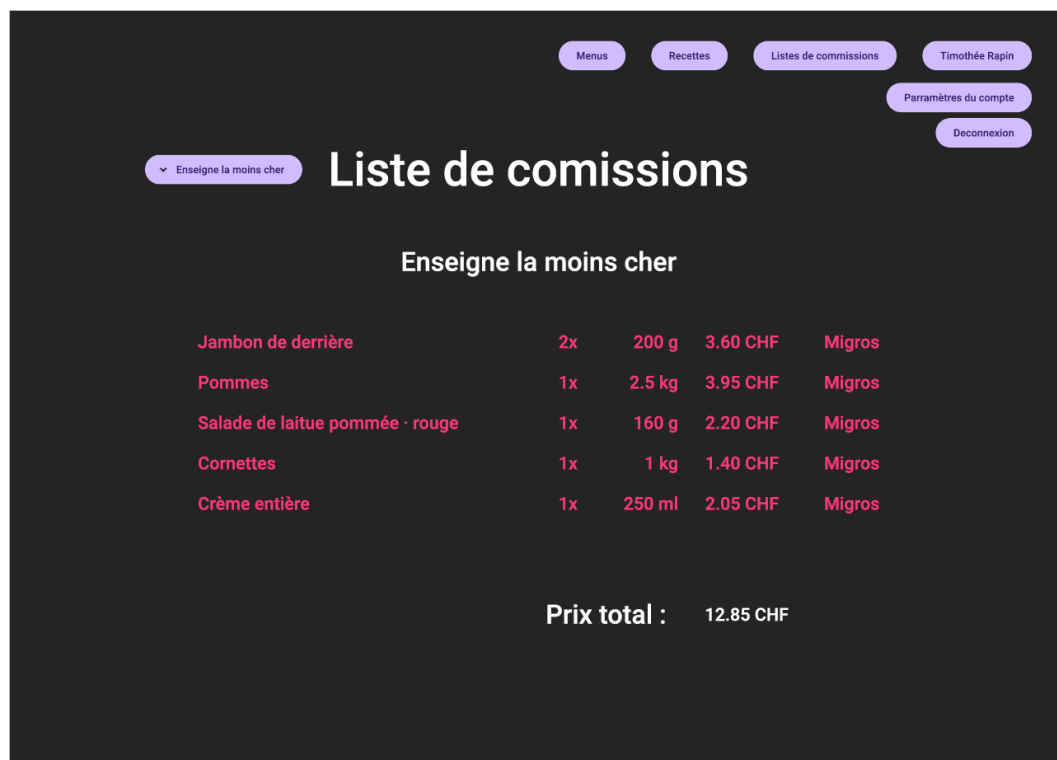 Menus Recettes Listes de commissions Timothée Rapin
Parramètres du compte
Deconnexion
Enseigne la moins cher Liste de comissions
Enseigne la moins cher
Jambon de derrière 2x 200 g 3.60 CHF Migros
Pommes 1x 2.5 kg 3.95 CHF Migros
Salade de laitue pommée · rouge 1x 160 g 2.20 CHF Migros
Cornettes 1x 1 kg 1.40 CHF Migros
Crème entière 1x 250 ml 2.05 CHF Migros
Prix total : 12.85 CHF